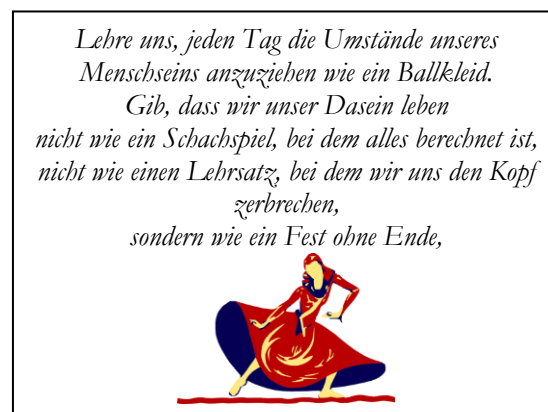 Lehre uns, jeden Tag die Umstände unseres
Menschseins anzuziehen wie ein Ballkleid.
Gib, dass wir unser Dasein leben
nicht wie ein Schachspiel, bei dem alles berechnet ist,
nicht wie einen Lehrsatz, bei dem wir uns den Kopf
zerbrechen,
sondern wie ein Fest ohne Ende,